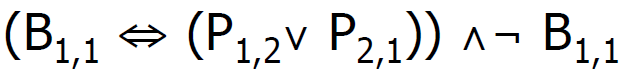 (B₁,₁ ⇔ (P₁,₂∨ P₂,₁)) ∧¬ B₁,₁